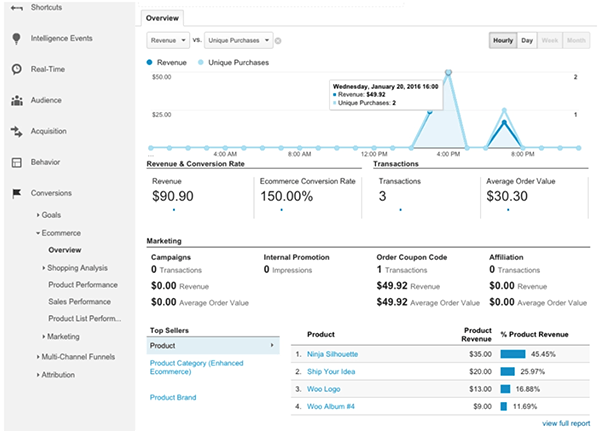 Shortcuts
Intelligence Events
Real-Time
Audience
Acquisition
Behavior
Conversions
Goals
Ecommerce
Overview
Shopping Analysis
Product Performance
Sales Performance
Product List Perform...
Marketing
Multi-Channel Funnels
Attribution
Overview
Revenue vs. Unique Purchases
Hourly Day Week Month
Revenue Unique Purchases
$50.00 2
Wednesday, January 20, 2016 16:00
Revenue: $49.92
Unique Purchases: 2
$25.00 1
... 4:00 AM 8:00 AM 12:00 PM 4:00 PM 8:00 PM
Revenue & Conversion Rate Transactions
Revenue Ecommerce Conversion Rate Transactions Average Order Value
$90.90 150.00% 3 $30.30
Marketing
Campaigns Internal Promotion Order Coupon Code Affiliation
0 Transactions 0 Impressions 1 Transactions 0 Transactions
$0.00 Revenue $49.92 Revenue $0.00 Revenue
$0.00 Average Order Value $49.92 Average Order Value $0.00 Average Order Value
Top Sellers
Product
Product Category (Enhanced
Ecommerce)
Product Brand
Product Product Revenue % Product Revenue
1. Ninja Silhouette $35.00 45.45%
2. Ship Your Idea $20.00 25.97%
3. Woo Logo $13.00 16.88%
4. Woo Album #4 $9.00 11.69%
view full report